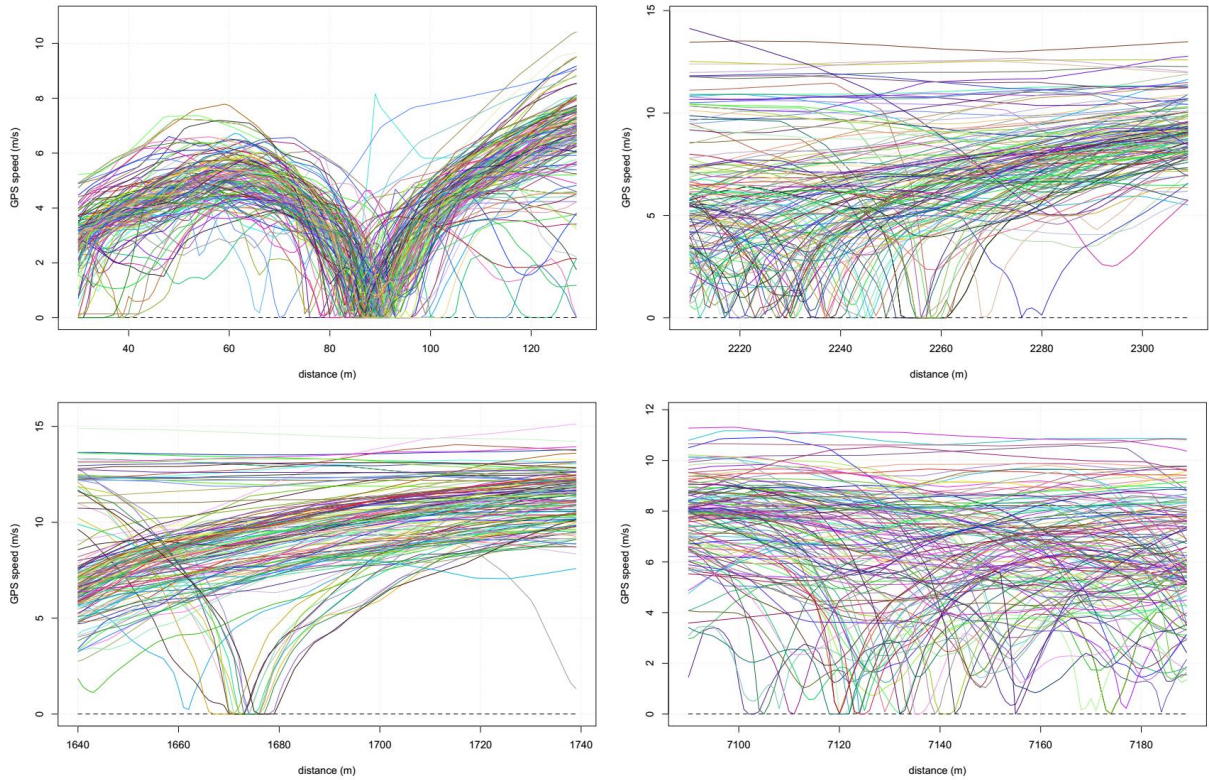 GPS speed (m/s)
10
8
6
4
2
0
40 60 80 100 120
distance (m)
GPS speed (m/s)
15
10
5
0
2220 2240 2260 2280 2300
distance (m)
GPS speed (m/s)
15
10
5
0
1640 1660 1680 1700 1720 1740
distance (m)
GPS speed (m/s)
12
10
8
6
4
2
0
7100 7120 7140 7160 7180
distance (m)